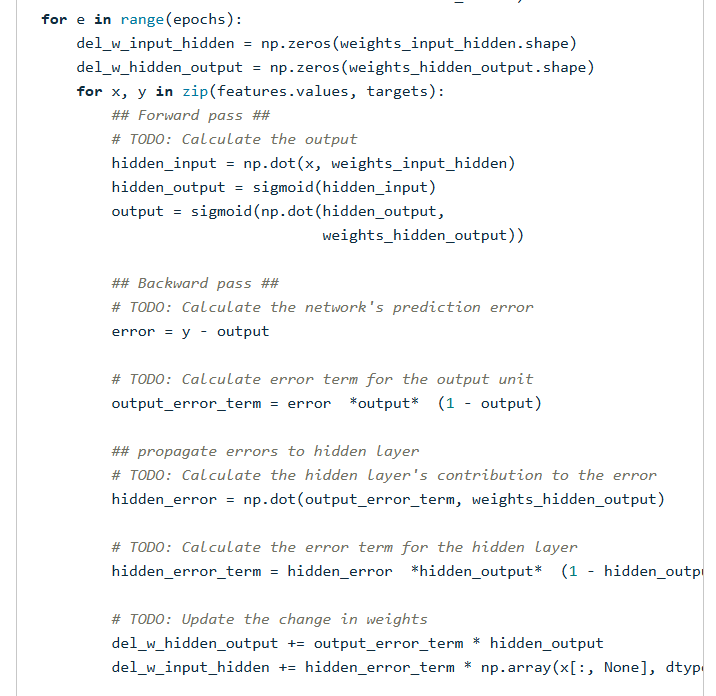 for e in range(epochs):
    del_w_input_hidden = np.zeros(weights_input_hidden.shape)
    del_w_hidden_output = np.zeros(weights_hidden_output.shape)
    for x, y in zip(features.values, targets):
        ## Forward pass ##
        # TODO: Calculate the output
        hidden_input = np.dot(x, weights_input_hidden)
        hidden_output = sigmoid(hidden_input)
        output = sigmoid(np.dot(hidden_output,
                                weights_hidden_output))

        ## Backward pass ##
        # TODO: Calculate the network's prediction error
        error = y - output

        # TODO: Calculate error term for the output unit
        output_error_term = error  *output*  (1 - output)

        ## propagate errors to hidden layer
        # TODO: Calculate the hidden layer's contribution to the error
        hidden_error = np.dot(output_error_term, weights_hidden_output)

        # TODO: Calculate the error term for the hidden layer
        hidden_error_term = hidden_error  *hidden_output*  (1 - hidden_outp

        # TODO: Update the change in weights
        del_w_hidden_output += output_error_term * hidden_output
        del_w_input_hidden += hidden_error_term * np.array(x[:, None], dtyp